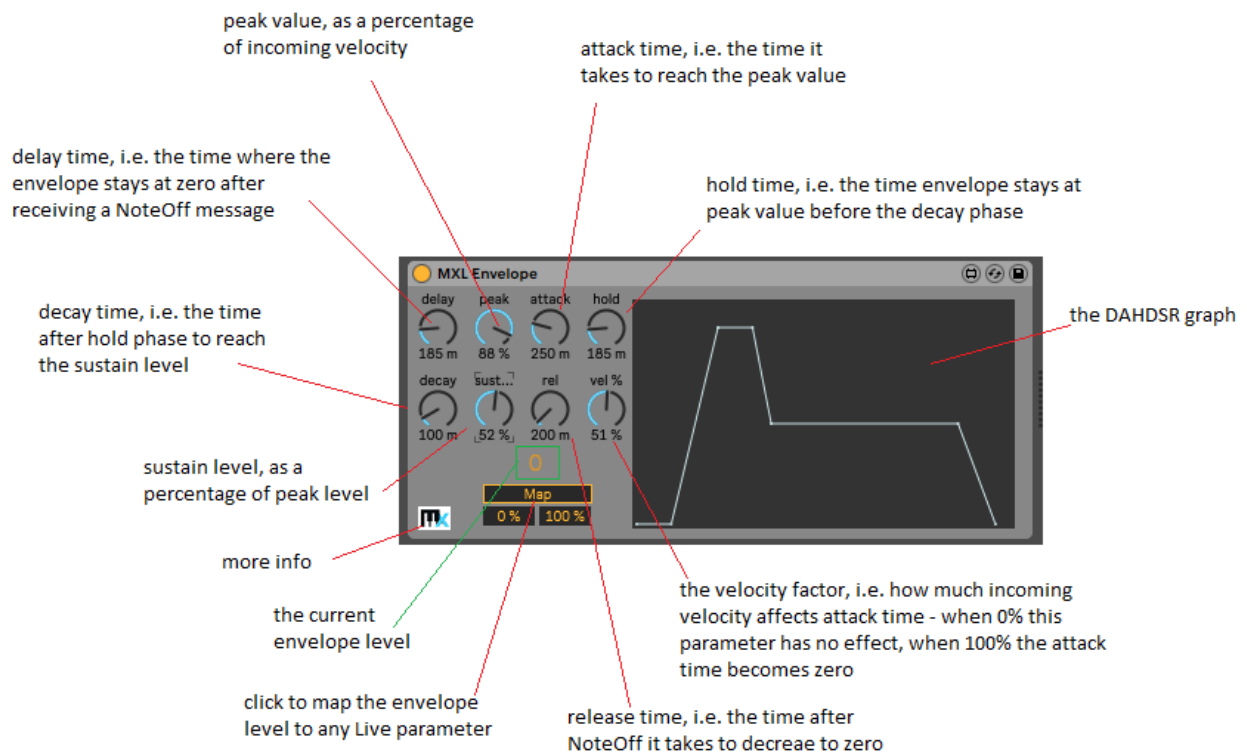 peak value, as a percentage
of incoming velocity
attack time, i.e. the time it
takes to reach the peak value
delay time, i.e. the time where the
envelope stays at zero after
receiving a NoteOff message
hold time, i.e. the time envelope stays at
peak value before the decay phase
decay time, i.e. the time
after hold phase to reach
the sustain level
MXL Envelope
delay peak attack hold
185 m 88 % 250 m 185 m
decay sust... rel vel %
100 m 52 % 200 m 51 %
0
Map
0 % 100 %
mx
the DAHDSR graph
sustain level, as a
percentage of peak level
more info
the current
envelope level
click to map the envelope
level to any Live parameter
the velocity factor, i.e. how much incoming
velocity affects attack time - when 0% this
parameter has no effect, when 100% the attack
time becomes zero
release time, i.e. the time after
NoteOff it takes to decreae to zero